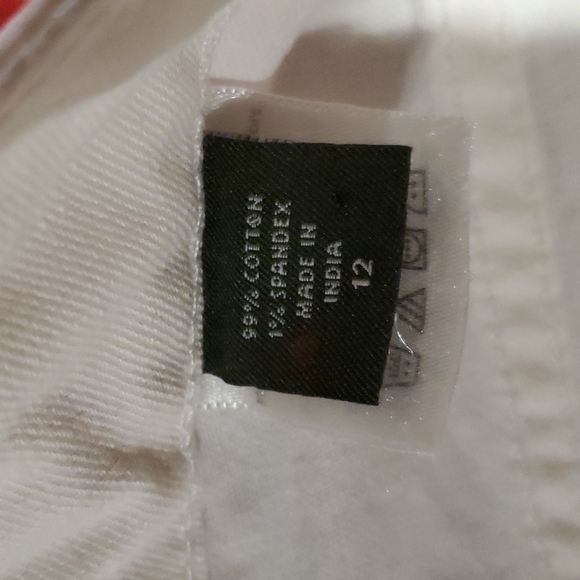 99% COTTON
1% SPANDEX
MADE IN
INDIA
12